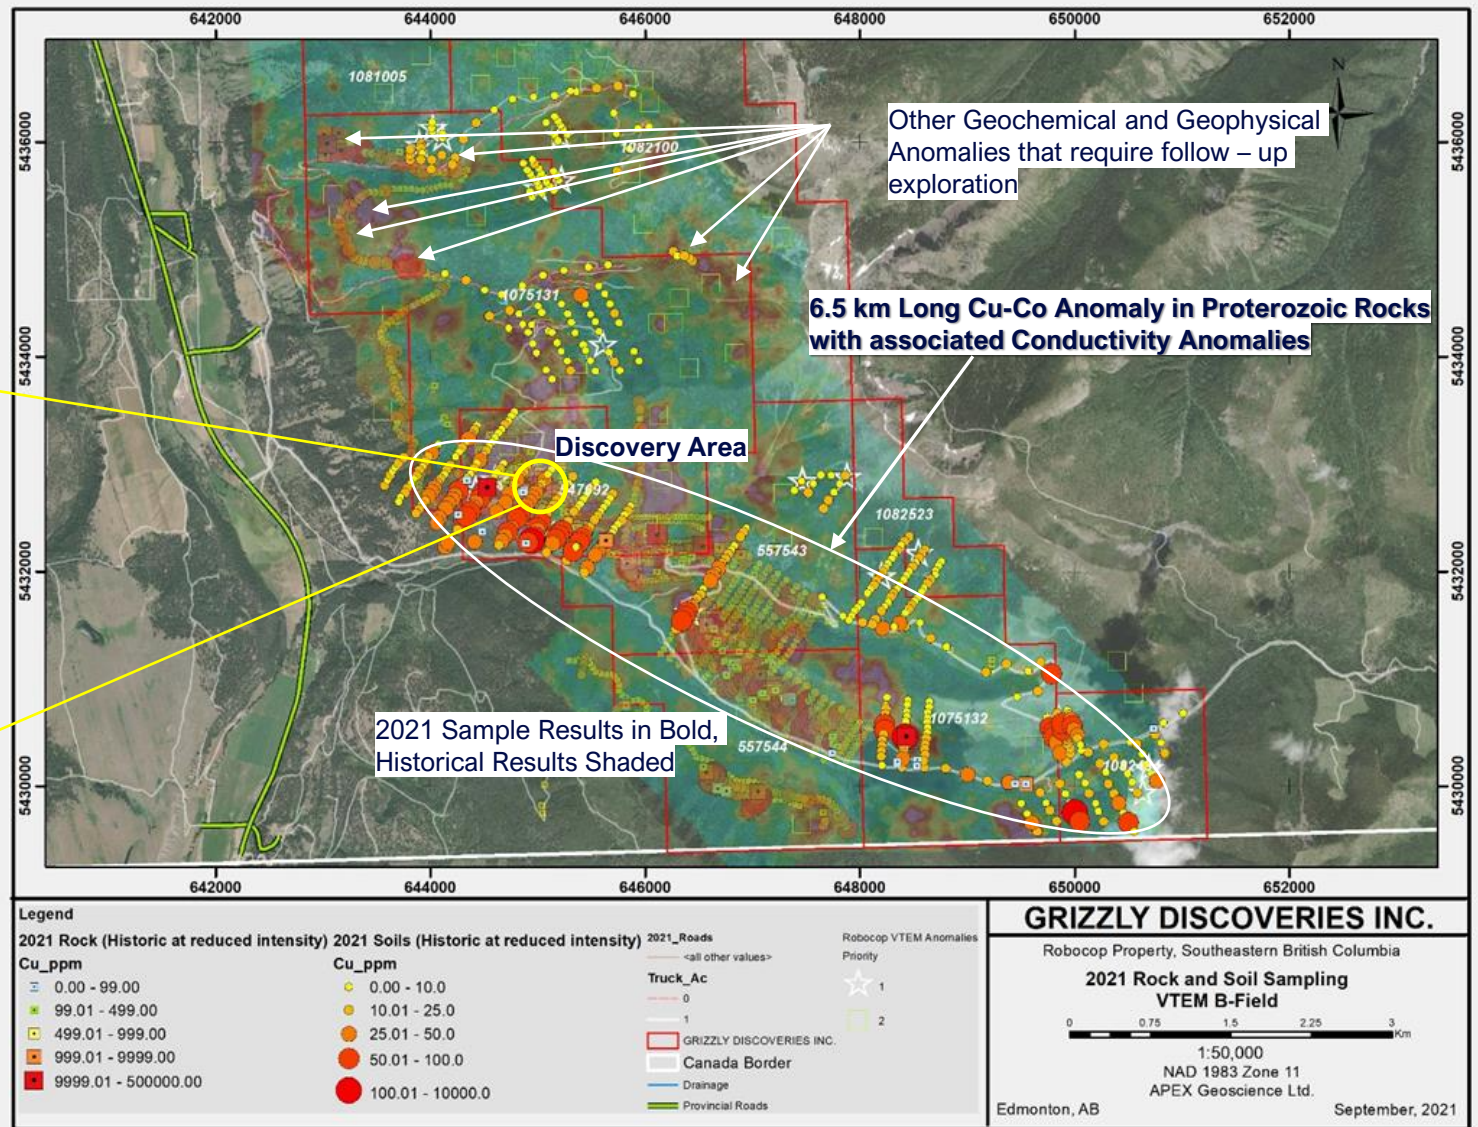 642000 644000 646000 648000 650000 652000
1081005
N
Other Geochemical and Geophysical
Anomalies that require follow – up
exploration
5436000
5436000
1082100
1075131
6.5 km Long Cu-Co Anomaly in Proterozoic Rocks
with associated Conductivity Anomalies
5434000
5434000
Discovery Area
1082523
557543
5432000
5432000
2021 Sample Results in Bold,
Historical Results Shaded
1075132
557544
5430000
5430000
642000 644000 646000 648000 650000 652000
Legend
2021 Rock (Historic at reduced intensity)
Cu_ppm
0.00 - 99.00
99.01 - 499.00
499.01 - 999.00
999.01 - 9999.00
9999.01 - 500000.00
2021 Soils (Historic at reduced intensity)
Cu_ppm
0.00 - 10.0
10.01 - 25.0
25.01 - 50.0
50.01 - 100.0
100.01 - 10000.0
2021_Roads
<all other values>
Truck_Ac
0
1
GRIZZLY DISCOVERIES INC.
Canada Border
Drainage
Provincial Roads
Robocop VTEM Anomalies
Priority
1
2
GRIZZLY DISCOVERIES INC.
Robocop Property, Southeastern British Columbia
2021 Rock and Soil Sampling
VTEM B-Field
0 0.75 1.5 2.25 3
Km
1:50,000
NAD 1983 Zone 11
APEX Geoscience Ltd.
Edmonton, AB September, 2021